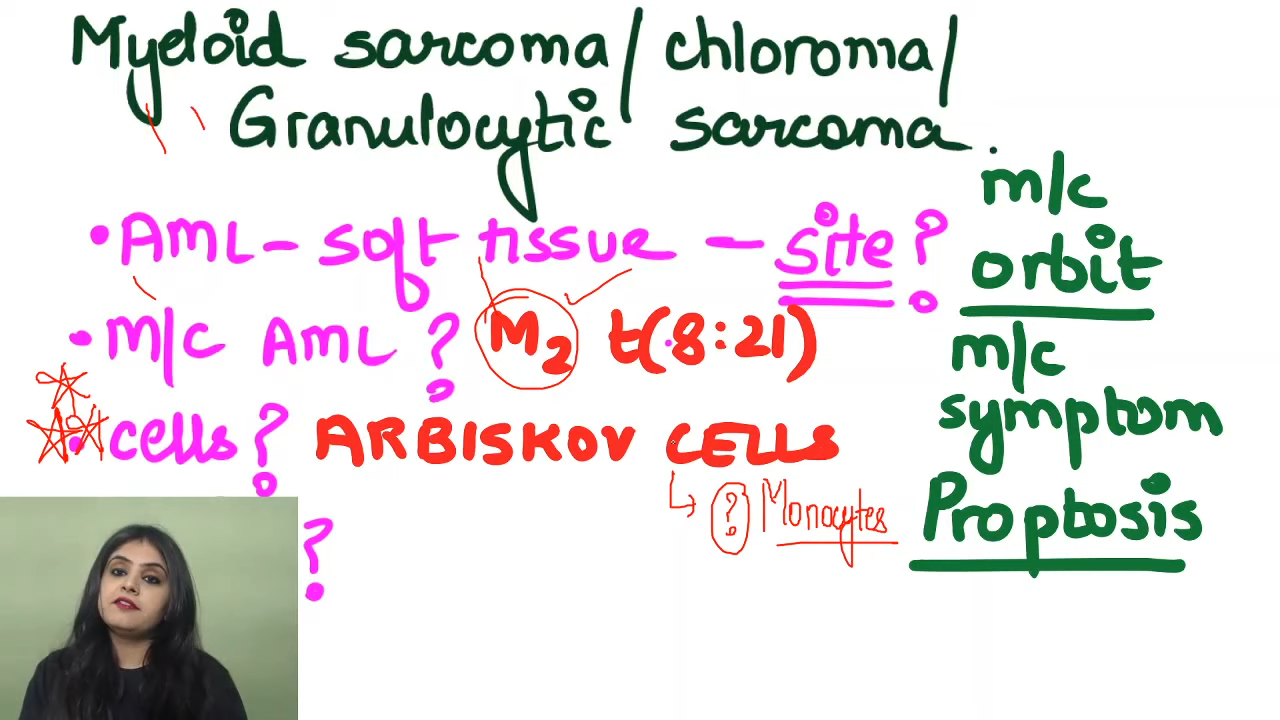 Myeloid sarcoma / chloroma /
Granulocytic sarcoma.
• AML - soft tissue - site?
m/c
orbit
• M/C AML? M2 t(8:21)
m/c
symptom
Proptosis
• cells? ARBISKOV CELLS
↳ ? Monocytes
?